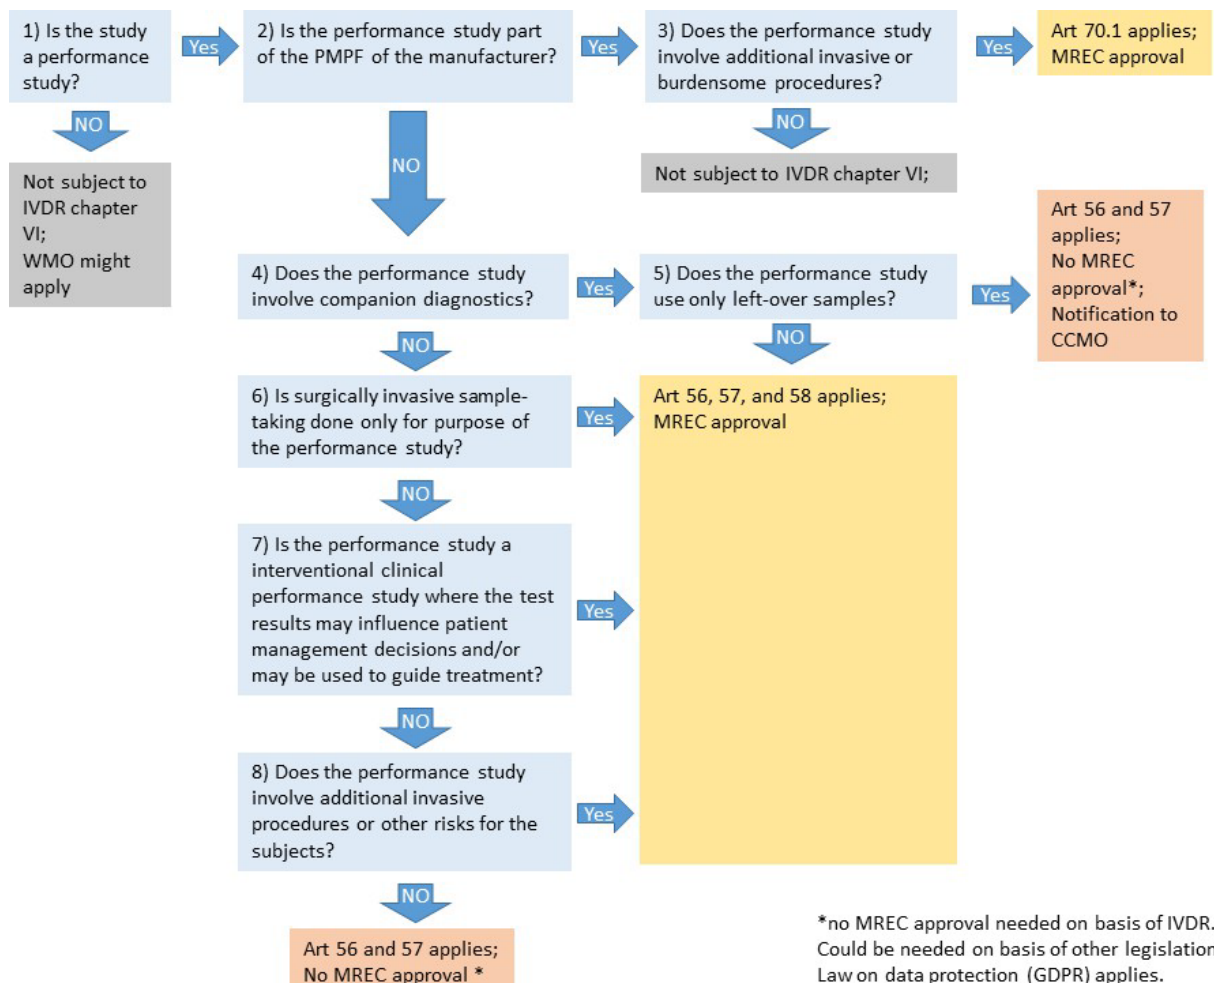 1) Is the study
a performance
study?
Yes
2) Is the performance study part
of the PMPF of the manufacturer?
Yes
3) Does the performance study
involve additional invasive or
burdensome procedures?
Yes
Art 70.1 applies;
MREC approval
NO
Not subject to
IVDR chapter
VI;
WMO might
apply
NO
NO
Not subject to IVDR chapter VI;
4) Does the performance study
involve companion diagnostics?
Yes
5) Does the performance study
use only left-over samples?
Yes
Art 56 and 57
applies;
No MREC
approval*;
Notification to
CCMO
NO
NO
6) Is surgically invasive sample-
taking done only for purpose of
the performance study?
Yes
Art 56, 57, and 58 applies;
MREC approval
NO
7) Is the performance study a
interventional clinical
performance study where the test
results may influence patient
management decisions and/or
may be used to guide treatment?
Yes
NO
8) Does the performance study
involve additional invasive
procedures or other risks for the
subjects?
Yes
NO
Art 56 and 57 applies;
No MREC approval *
*no MREC approval needed on basis of IVDR.
Could be needed on basis of other legislation
Law on data protection (GDPR) applies.